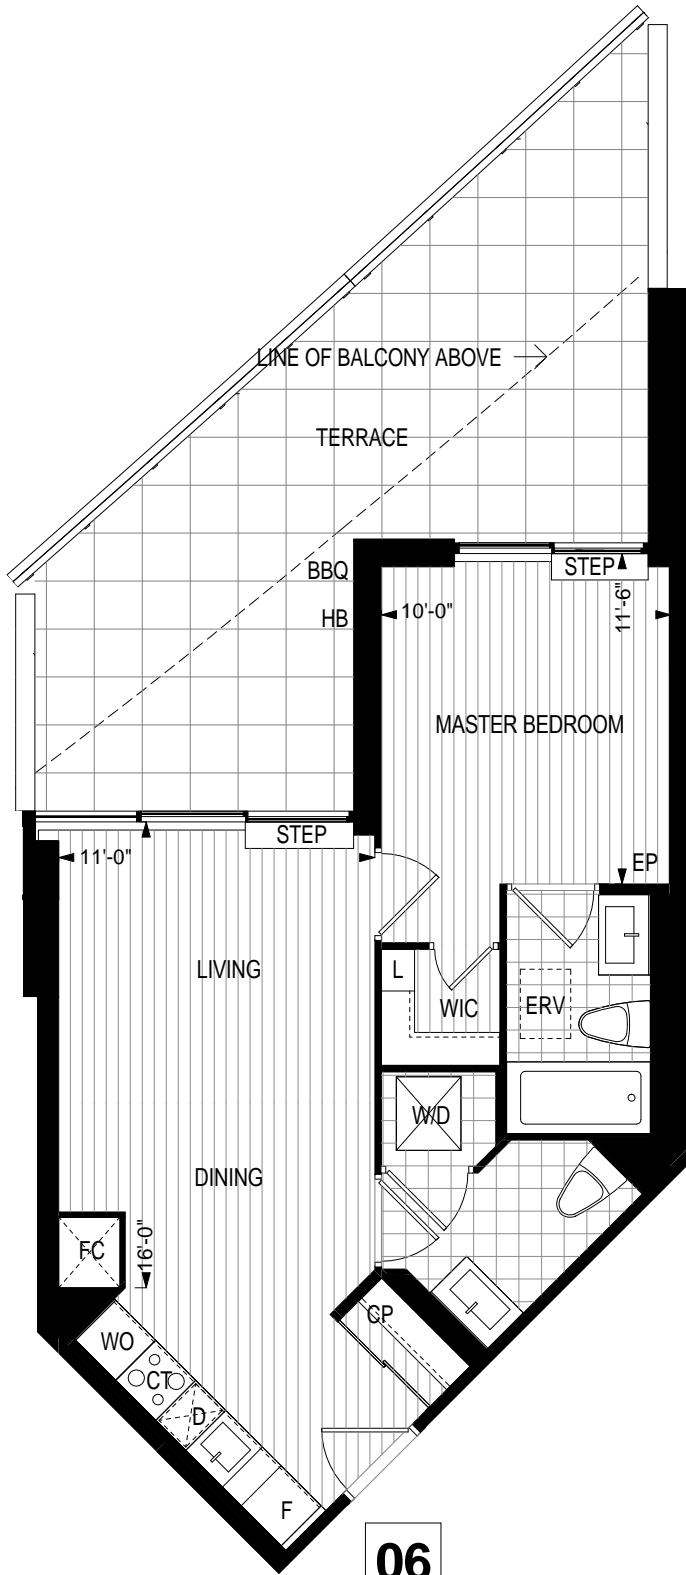 LINE OF BALCONY ABOVE
TERRACE
BBQ
STEP
HB
10'-0"
11'-6"
MASTER BEDROOM
STEP
11'-0"
EP
LIVING
L
WIC
ERV
W/D
DINING
FC
16'-0"
CP
WO
CT
D
F
06